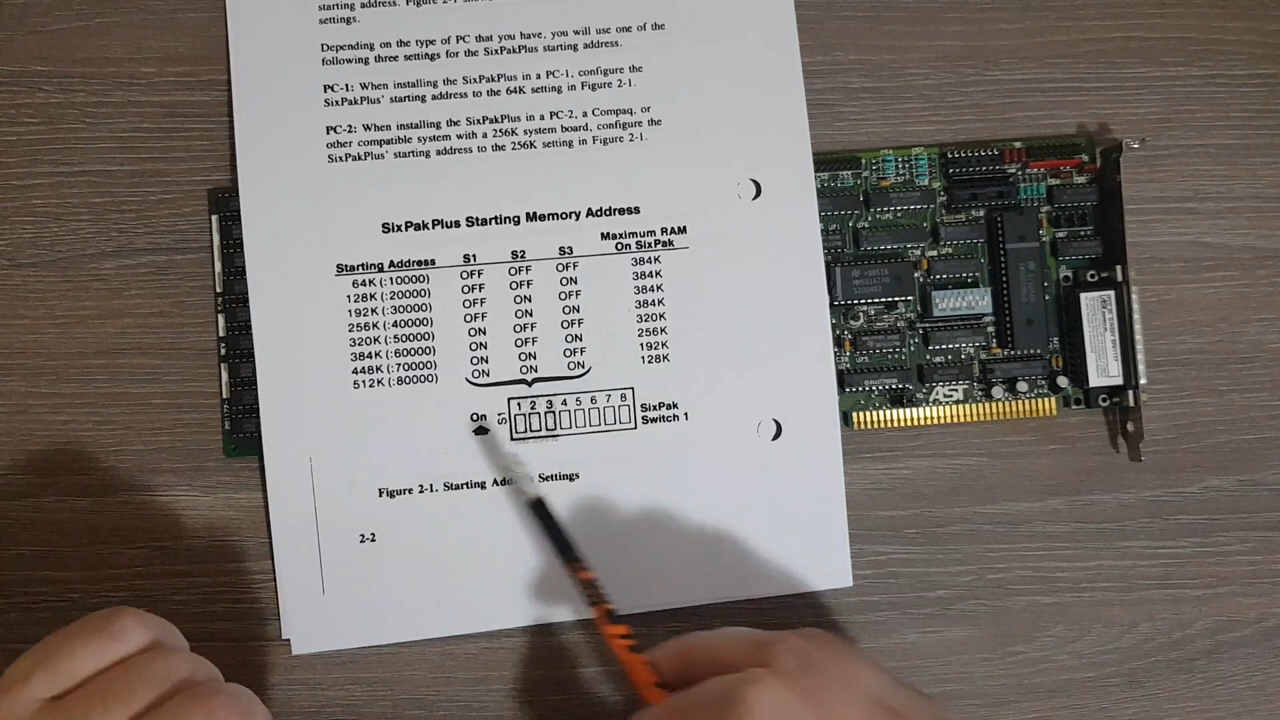 starting address. Figure 2-1
settings.
Depending on the type of PC that you have, you will use one of the
following three settings for the SixPakPlus starting address.
PC-1: When installing the SixPakPlus in a PC-1, configure the
SixPakPlus' starting address to the 64K setting in Figure 2-1.
PC-2: When installing the SixPakPlus in a PC-2, a Compaq, or
other compatible system with a 256K system board, configure the
SixPakPlus' starting address to the 256K setting in Figure 2-1.
SixPakPlus Starting Memory Address
Starting Address S1 S2 S3 Maximum RAM On SixPak
64K (:10000) OFF OFF OFF 384K
128K (:20000) OFF OFF ON 384K
192K (:30000) OFF ON OFF 384K
256K (:40000) OFF ON ON 384K
320K (:50000) ON OFF OFF 320K
384K (:60000) ON OFF ON 256K
448K (:70000) ON ON OFF 192K
512K (:80000) ON ON ON 128K
On S1 1 2 3 4 5 6 7 8 SixPak
Switch 1
Figure 2-1. Starting Settings
2-2
AST